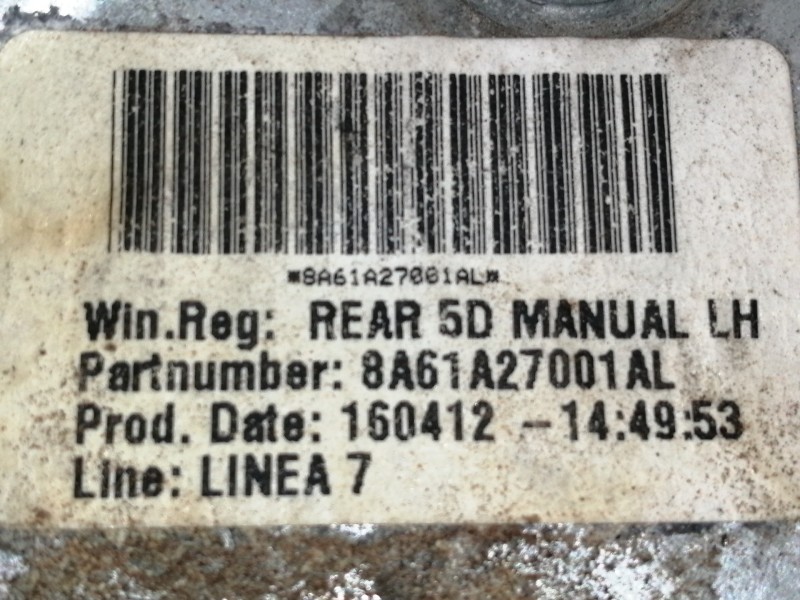 *8A61A27001AL*
Win.Reg: REAR 5D MANUAL LH
Partnumber: 8A61A27001AL
Prod. Date: 160412 - 14:49:53
Line: LINEA 7